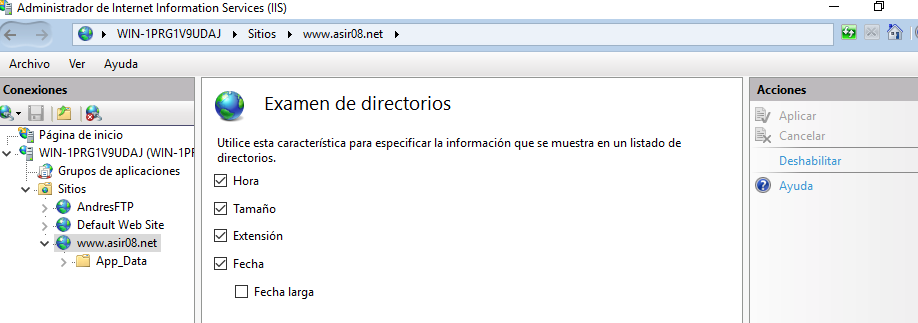 Administrador de Internet Information Services (IIS)
WIN-1PRG1V9UDAJ Sitios www.asir08.net
Archivo Ver Ayuda
Conexiones
Página de inicio
WIN-1PRG1V9UDAJ (WIN-1PF
Grupos de aplicaciones
Sitios
AndresFTP
Default Web Site
www.asir08.net
App_Data
Examen de directorios
Utilice esta característica para especificar la información que se muestra en un listado de
directorios.
Hora
Tamaño
Extensión
Fecha
Fecha larga
Acciones
Aplicar
Cancelar
Deshabilitar
Ayuda